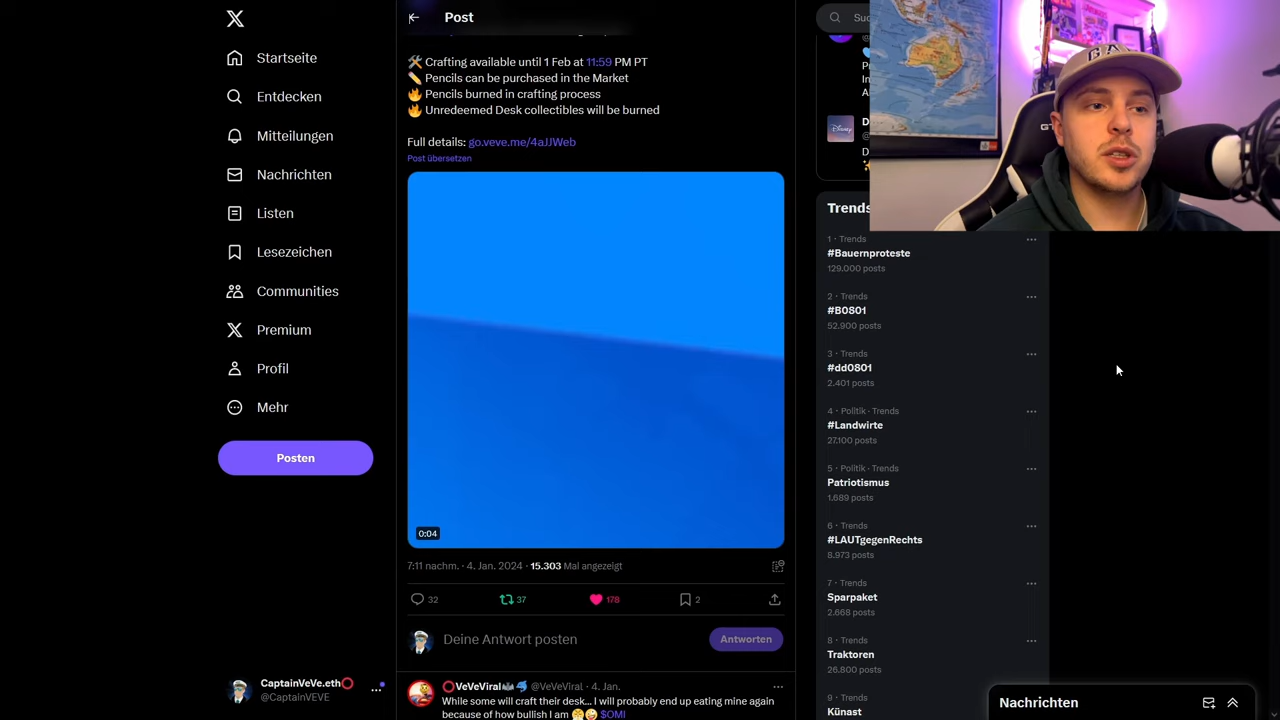 Startseite
Entdecken
Mitteilungen
Nachrichten
Listen
Lesezeichen
Communities
Premium
Profil
Mehr
Posten
CaptainVeVe.eth⭕
@CaptainVEVE
Post
🛠️ Crafting available until 1 Feb at 11:59 PM PT
✏️ Pencils can be purchased in the Market
🔥 Pencils burned in crafting process
🔥 Unredeemed Desk collectibles will be burned
Full details: go.veve.me/4aJJWeb
Post übersetzen
0:04
7:11 nachm. · 4. Jan. 2024 · 15.303 Mal angezeigt
32
37
178
2
Deine Antwort posten
Antworten
@VeVeViral · 4. Jan.
While some will craft their desk... I will probably end up eating mine again
because of how bullish I am 😤🤪 $OMI
Disney
Trends
1 · Trends
#Bauernproteste
129.000 posts
2 · Trends
#B0801
52.900 posts
3 · Trends
#dd0801
2.401 posts
4 · Politik · Trends
#Landwirte
27.100 posts
5 · Politik · Trends
Patriotismus
1.689 posts
6 · Trends
#LAUTgegenRechts
8.973 posts
7 · Trends
Sparpaket
2.668 posts
8 · Trends
Traktoren
26.800 posts
9 · Trends
Künast
Nachrichten